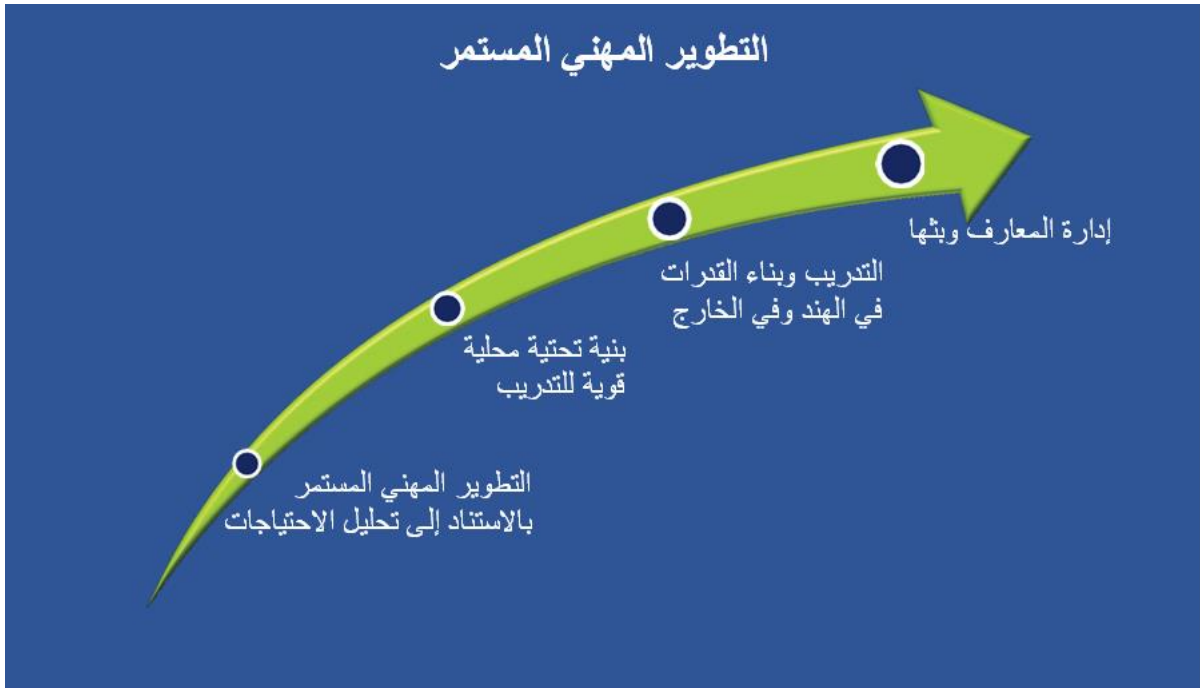 التطوير المهني المستمر
إدارة المعارف وبثها
التدريب وبناء القدرات
في الهند وفي الخارج
بنية تحتية محلية
قوية للتدريب
التطوير المهني المستمر
بالاستناد إلى تحليل الاحتياجات